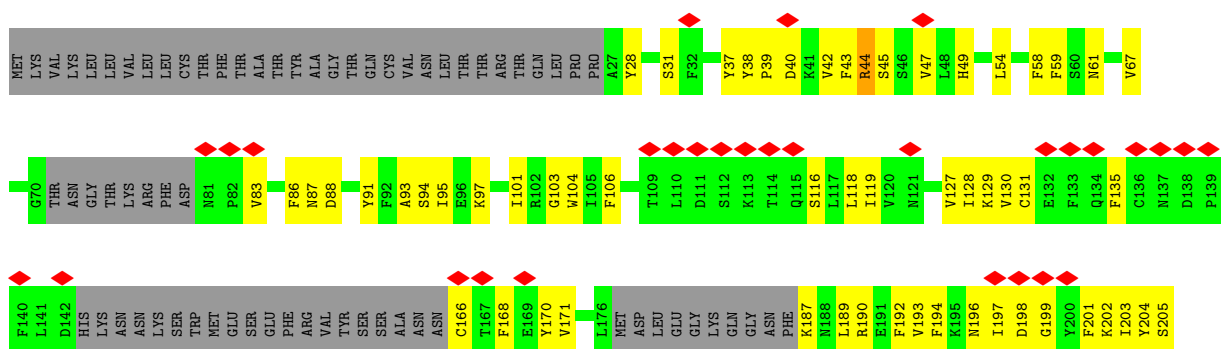 MET LYS VAL LYS LEU LEU VAL LEU LEU CYS THR PHE THR ALA THR TYR ALA GLY THR GLN CYS VAL ASN LEU THR THR ARG THR GLN LEU PRO PRO A27 Y28 S31 F32 Y37 Y38 P39 D40 K41 V42 F43 R44 S45 S46 V47 L48 H49 L54 F58 F59 S60 N61 V67
G70 THR ASN GLY THR LYS ARG PHE ASP N81 P82 V83 F86 N87 D88 Y91 F92 A93 S94 I95 E96 K97 I101 R102 G103 W104 I105 F106 T109 L110 D111 S112 K113 T114 Q115 S116 L117 L118 I119 V120 N121 V127 I128 K129 V130 C131 E132 F133 Q134 F135 C136 N137 D138 P139
F140 L141 D142 HIS LYS ASN ASN LYS SER TRP MET GLU SER GLU PHE ARG VAL TYR SER SER ALA ASN ASN C166 T167 F168 E169 Y170 V171 L176 MET ASP LEU GLU GLY LYS GLN GLY ASN PHE K187 N188 L189 R190 E191 F192 V193 F194 K195 N196 I197 D198 G199 Y200 F201 K202 I203 Y204 S205